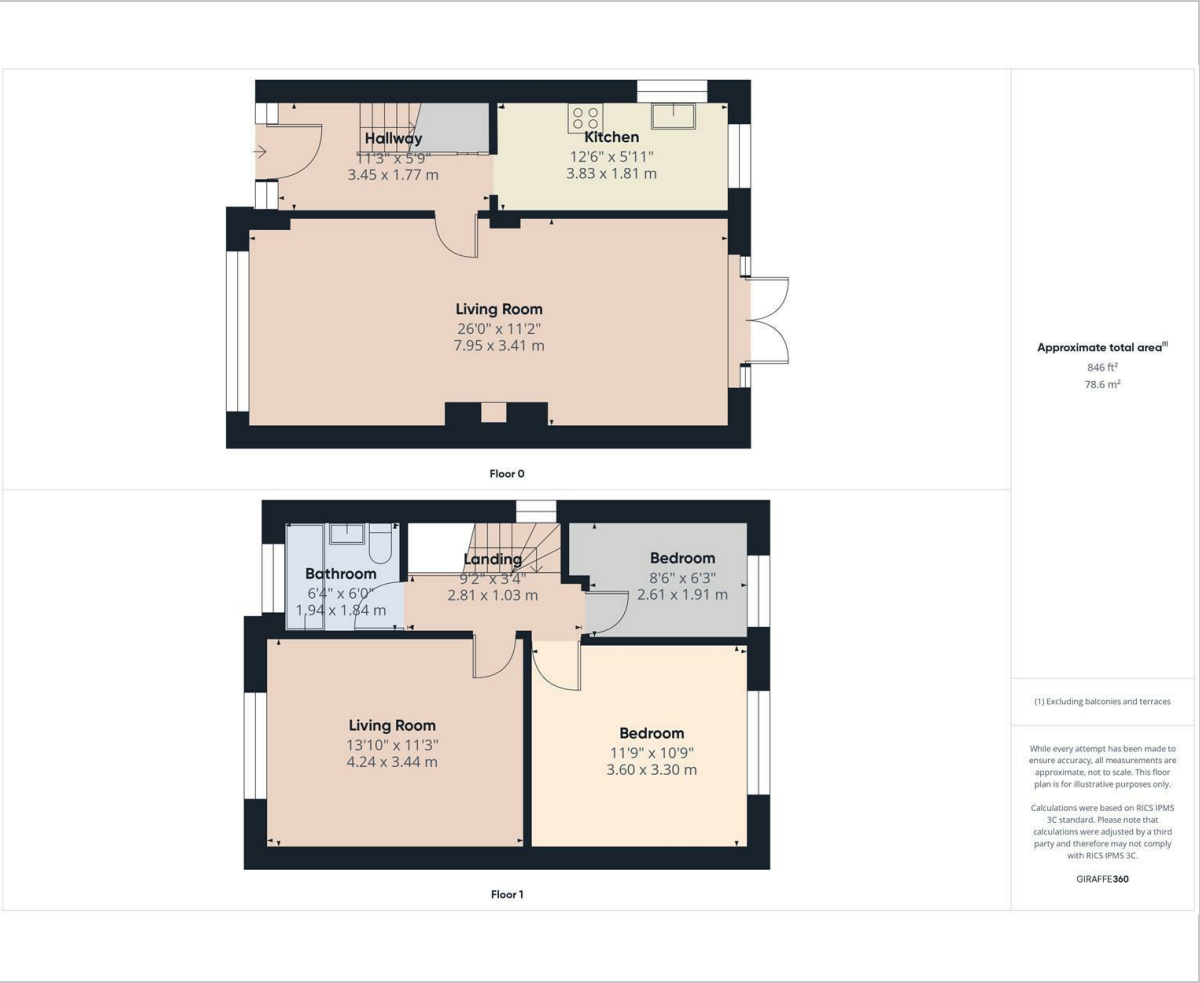 Hallway
11'3" x 5'9"
3.45 x 1.77 m
Kitchen
12'6" x 5'11"
3.83 x 1.81 m
Living Room
26'0" x 11'2"
7.95 x 3.41 m
Floor 0
Bathroom
6'4" x 6'0"
1.94 x 1.84 m
Landing
9'2" x 3'4"
2.81 x 1.03 m
Bedroom
8'6" x 6'3"
2.61 x 1.91 m
Living Room
13'10" x 11'3"
4.24 x 3.44 m
Bedroom
11'9" x 10'9"
3.60 x 3.30 m
Floor 1
Approximate total area(1)
846 ft²
78.6 m²
(1) Excluding balconies and terraces
While every attempt has been made to
ensure accuracy, all measurements are
approximate, not to scale. This floor
plan is for illustrative purposes only.
Calculations were based on RICS IPMS
3C standard. Please note that
calculations were adjusted by a third
party and therefore may not comply
with RICS IPMS 3C.
GIRAFFE360